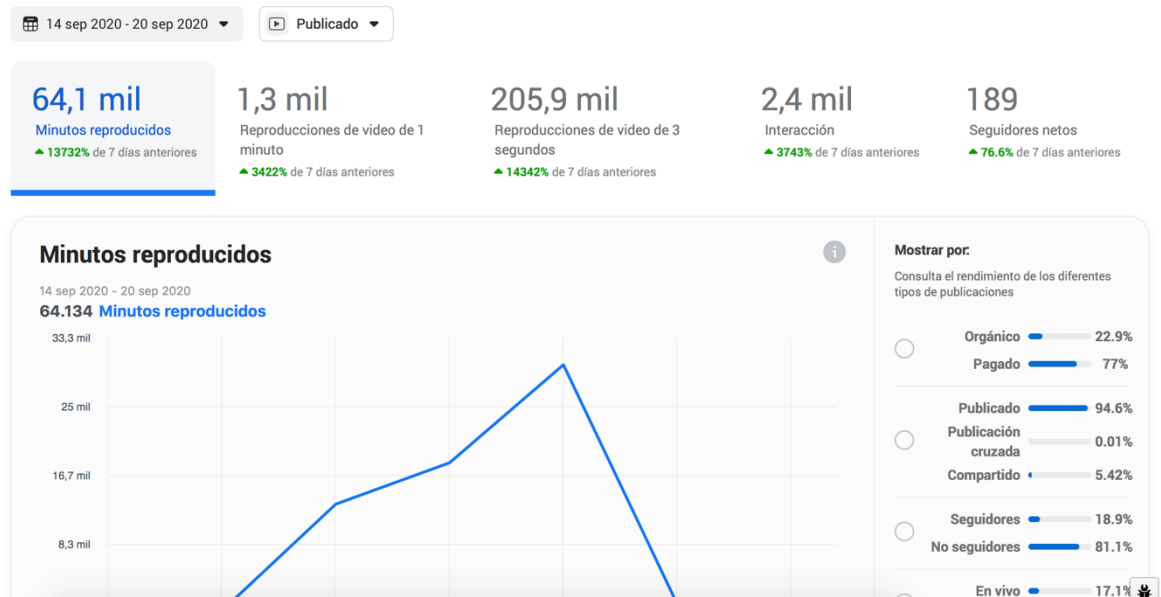 14 sep 2020 - 20 sep 2020
Publicado
64,1 mil
Minutos reproducidos
13732% de 7 días anteriores
1,3 mil
Reproducciones de video de 1
minuto
3422% de 7 días anteriores
205,9 mil
Reproducciones de video de 3
segundos
14342% de 7 días anteriores
2,4 mil
Interacción
3743% de 7 días anteriores
189
Seguidores netos
76.6% de 7 días anteriores
Minutos reproducidos
14 sep 2020 - 20 sep 2020
64.134 Minutos reproducidos
33,3 mil
25 mil
16,7 mil
8,3 mil
Mostrar por:
Consulta el rendimiento de los diferentes
tipos de publicaciones
Orgánico 22.9%
Pagado 77%
Publicado 94.6%
Publicación
cruzada 0.01%
Compartido 5.42%
Seguidores 18.9%
No seguidores 81.1%
En vivo 17.1%